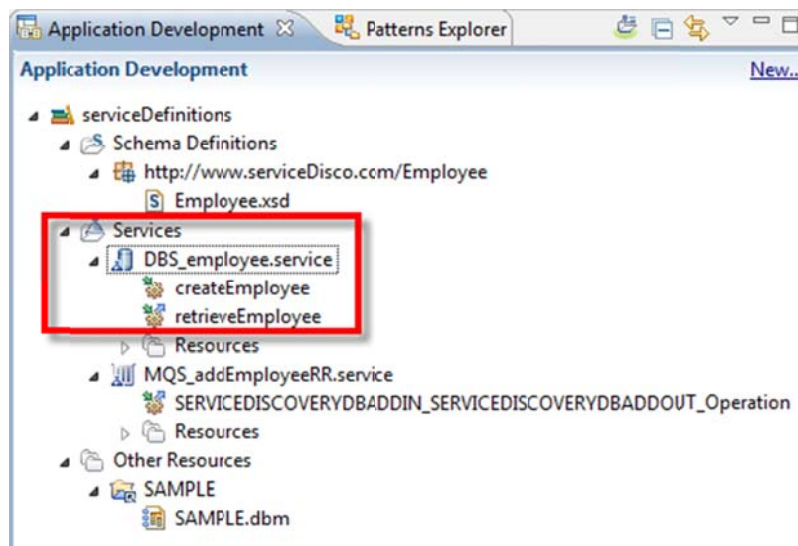 Application Development Patterns Explorer
Application Development New..
serviceDefinitions
Schema Definitions
http://www.serviceDisco.com/Employee
Employee.xsd
Services
DBS_employee.service
createEmployee
retrieveEmployee
Resources
MQS_addEmployeeRR.service
SERVICEDISCOVERYDBADDIN_SERVICEDISCOVERYDBADDOUT_Operation
Resources
Other Resources
SAMPLE
SAMPLE.dbm